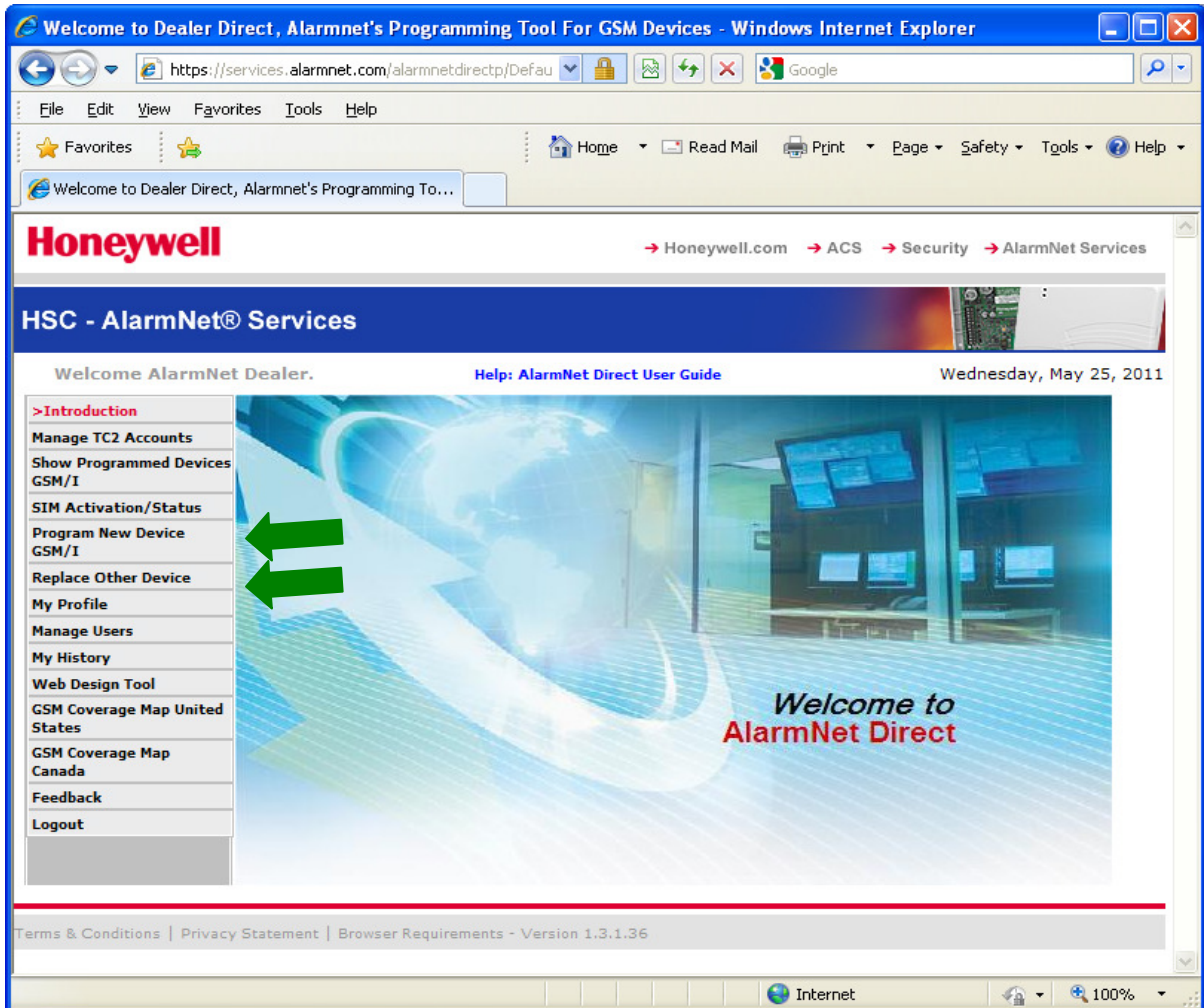 Welcome to Dealer Direct, Alarmnet's Programming Tool For GSM Devices - Windows Internet Explorer
https://services.alarmnet.com/alarmnetdirectp/Defau
Google
File Edit View Favorites Tools Help
Favorites
Home Read Mail Print Page Safety Tools Help
Welcome to Dealer Direct, Alarmnet's Programming To...
Honeywell
Honeywell.com ACS Security AlarmNet Services
HSC - AlarmNet® Services
Welcome AlarmNet Dealer.
Help: AlarmNet Direct User Guide
Wednesday, May 25, 2011
>Introduction
Manage TC2 Accounts
Show Programmed Devices
GSM/I
SIM Activation/Status
Program New Device
GSM/I
Replace Other Device
My Profile
Manage Users
My History
Web Design Tool
GSM Coverage Map United
States
GSM Coverage Map
Canada
Feedback
Logout
Welcome to
AlarmNet Direct
Terms & Conditions | Privacy Statement | Browser Requirements - Version 1.3.1.36
Internet
100%